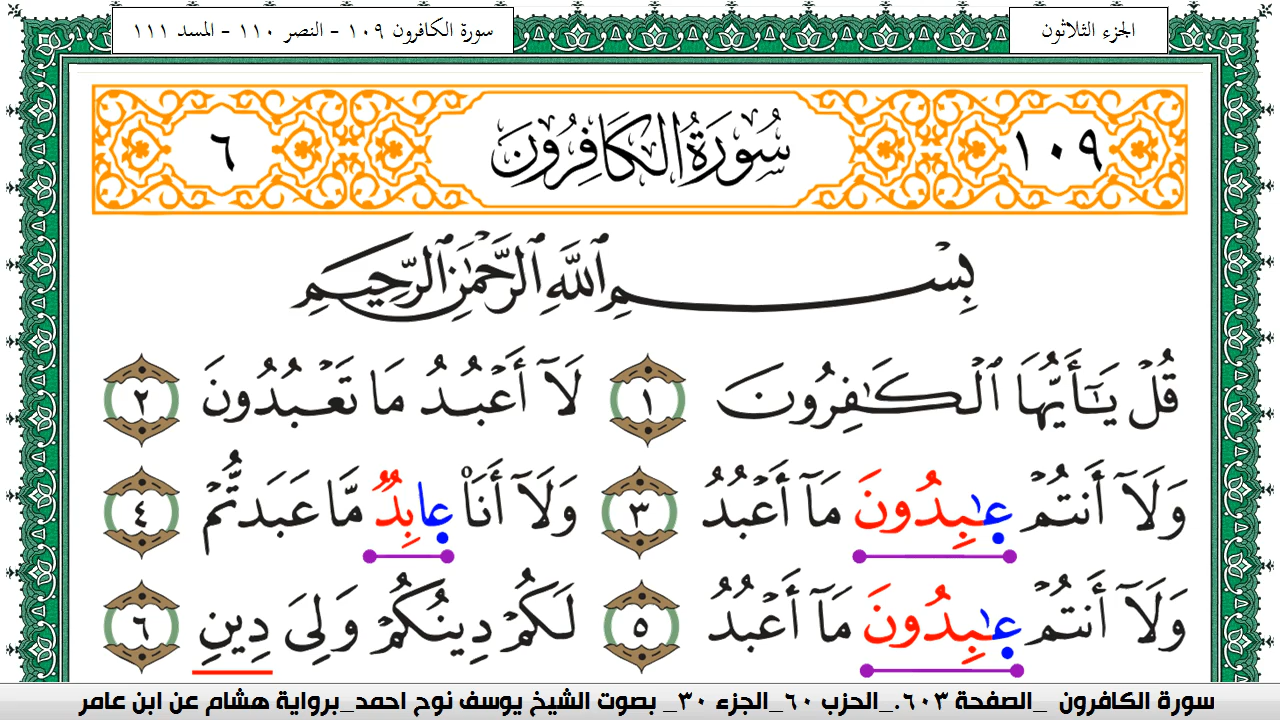 الجزء الثلاثون
سورة الكافرون ١٠٩ - النصر ١١٠ - المسد ١١١
١٠٩ سُورَةُ الكَافِرُونَ ٦
بِسْمِ ٱللَّهِ ٱلرَّحْمَٰنِ ٱلرَّحِيمِ
قُلْ يَـٰٓأَيُّهَا ٱلْكَـٰفِرُونَ ١ لَآ أَعْبُدُ مَا تَعْبُدُونَ ٢
وَلَآ أَنتُمْ عَـٰبِدُونَ مَآ أَعْبُدُ ٣ وَلَآ أَنَا۠ عَابِدٌ مَّا عَبَدتُّمْ ٤
وَلَآ أَنتُمْ عَـٰبِدُونَ مَآ أَعْبُدُ ٥ لَكُمْ دِينُكُمْ وَلِىَ دِينِ ٦
سورة الكافرون _الصفحة ٦٠٣._الحزب ٦٠_الجزء ٣٠_ بصوت الشيخ يوسف نوح احمد_برواية هشام عن ابن عامر